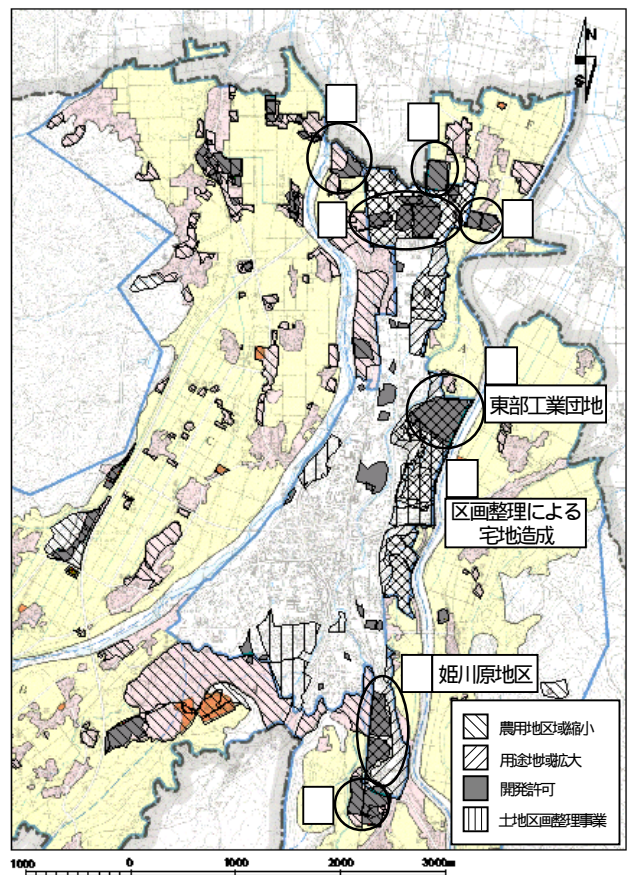 N
S
F
A
東部工業団地
区画整理による
宅地造成
C
B
姫川原地区
農用地区域縮小
用途地域拡大
開発許可
土地区画整理事業
1000 0 1000 2000 3000m